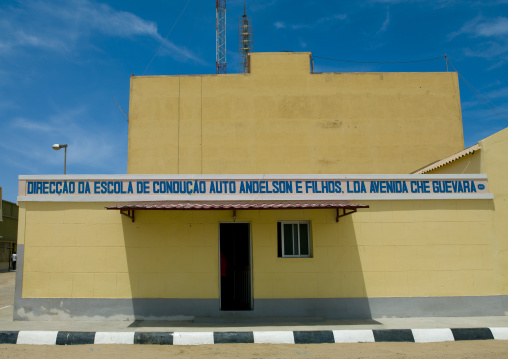 DIRECÇÃO DA ESCOLA DE CONDUÇÃO AUTO ANDELSON E FILHOS. LDA AVENIDA CHE GUEVARA